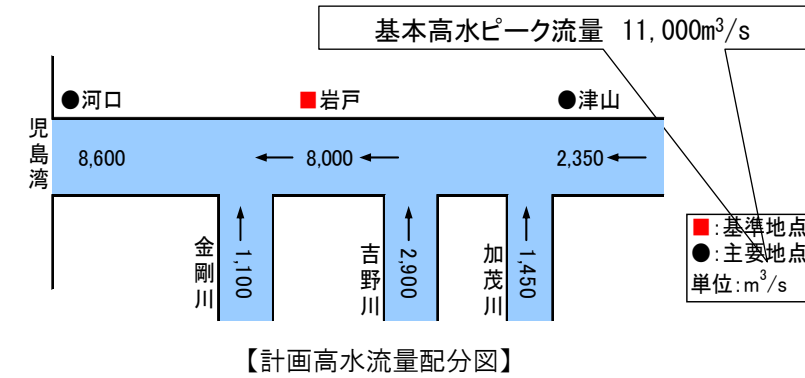 基本高水ピーク流量 11,000m³/s
●河口
■岩戸
●津山
児島湾
8,600
8,000
2,350
金剛川
1,100
吉野川
2,900
加茂川
1,450
■:基準地点
●:主要地点
単位:m³/s
【計画高水流量配分図】